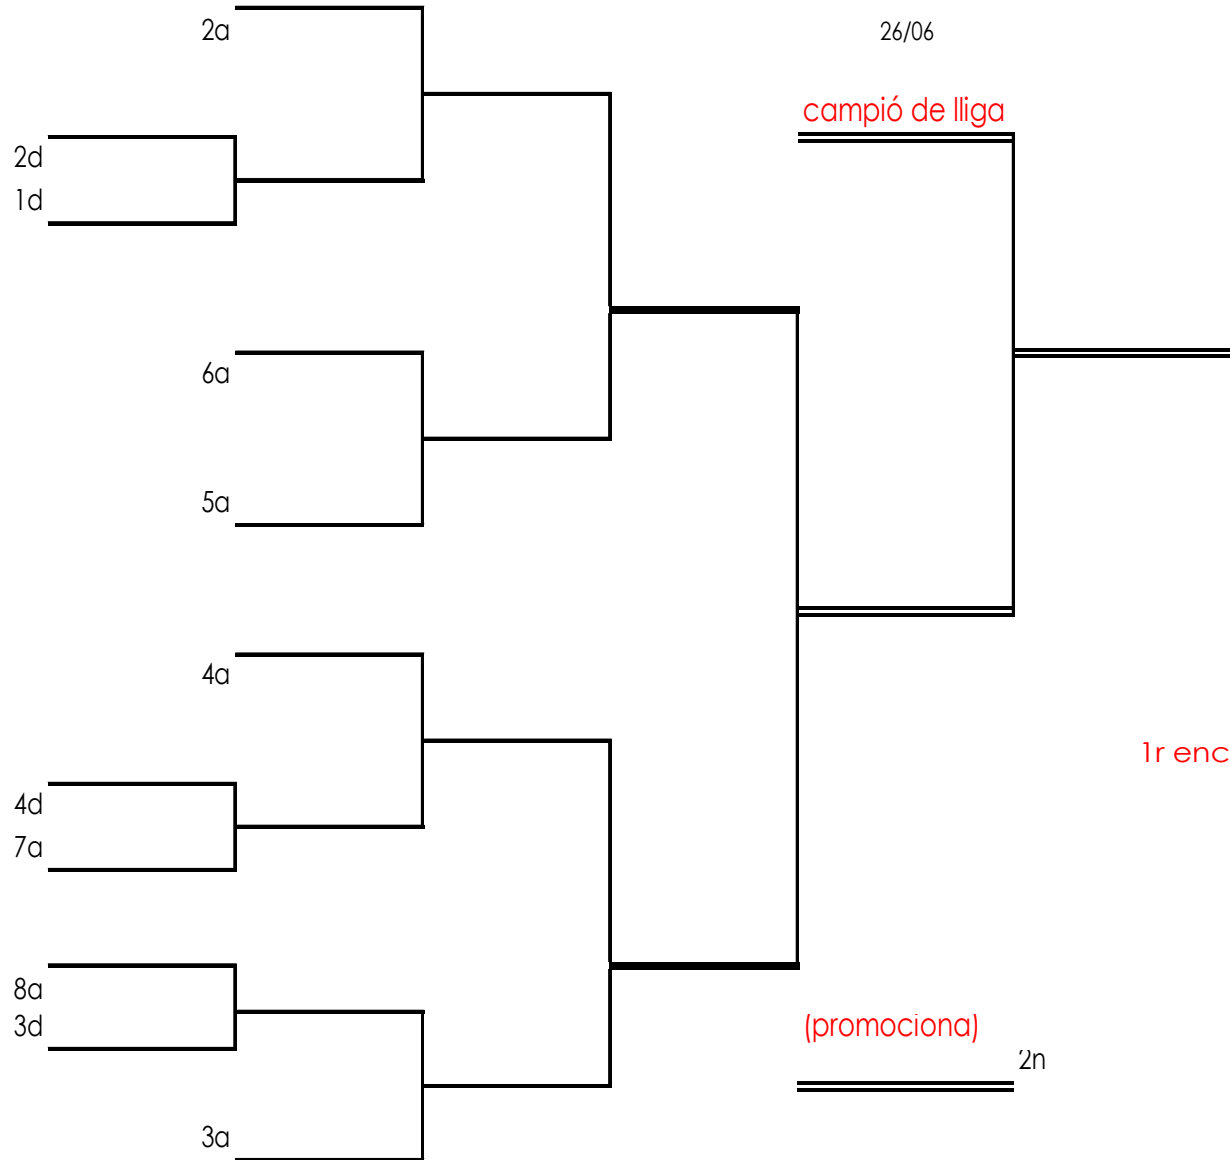 2a
26/06
campió de lliga
2d
1d
6a
5a
4a
1r enc
4d
7a
8a
3d
(promociona)
2n
3a